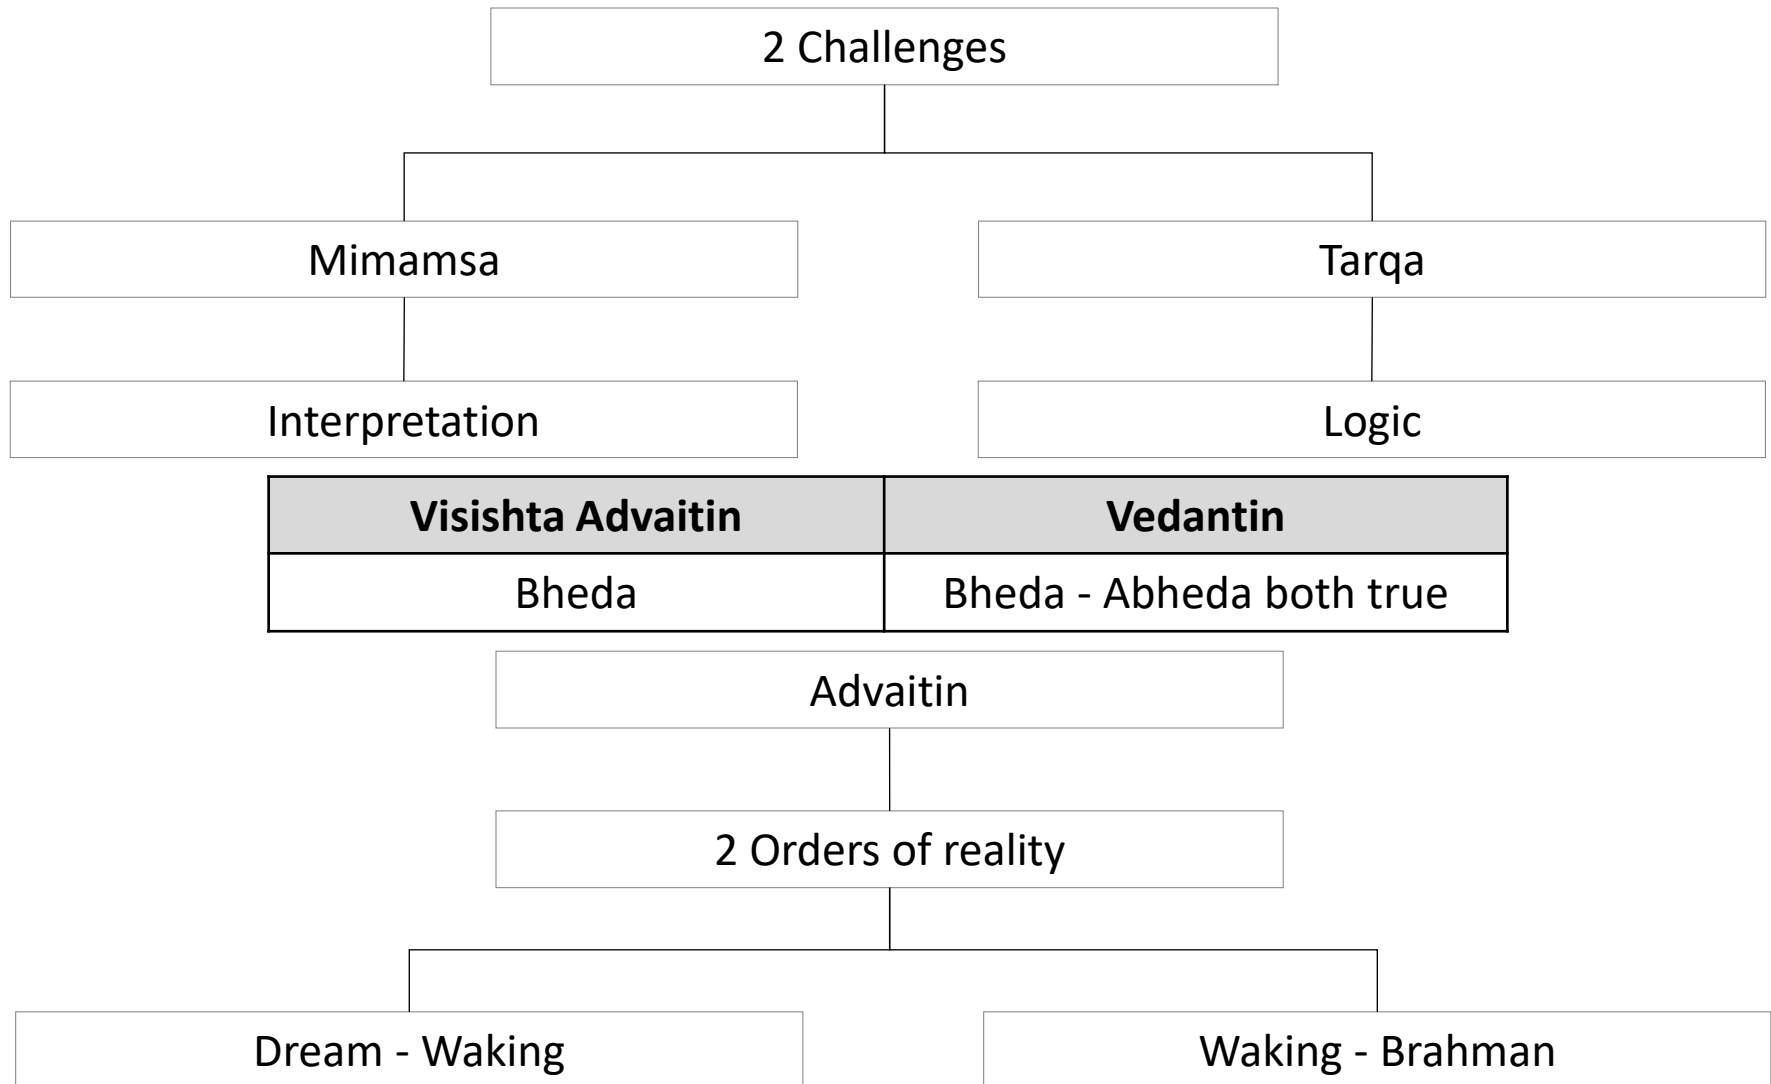 2 Challenges
Mimamsa
Tarqa
Interpretation
Logic
Visishta Advaitin
Vedantin
Bheda
Bheda - Abheda both true
Advaitin
2 Orders of reality
Dream - Waking
Waking - Brahman